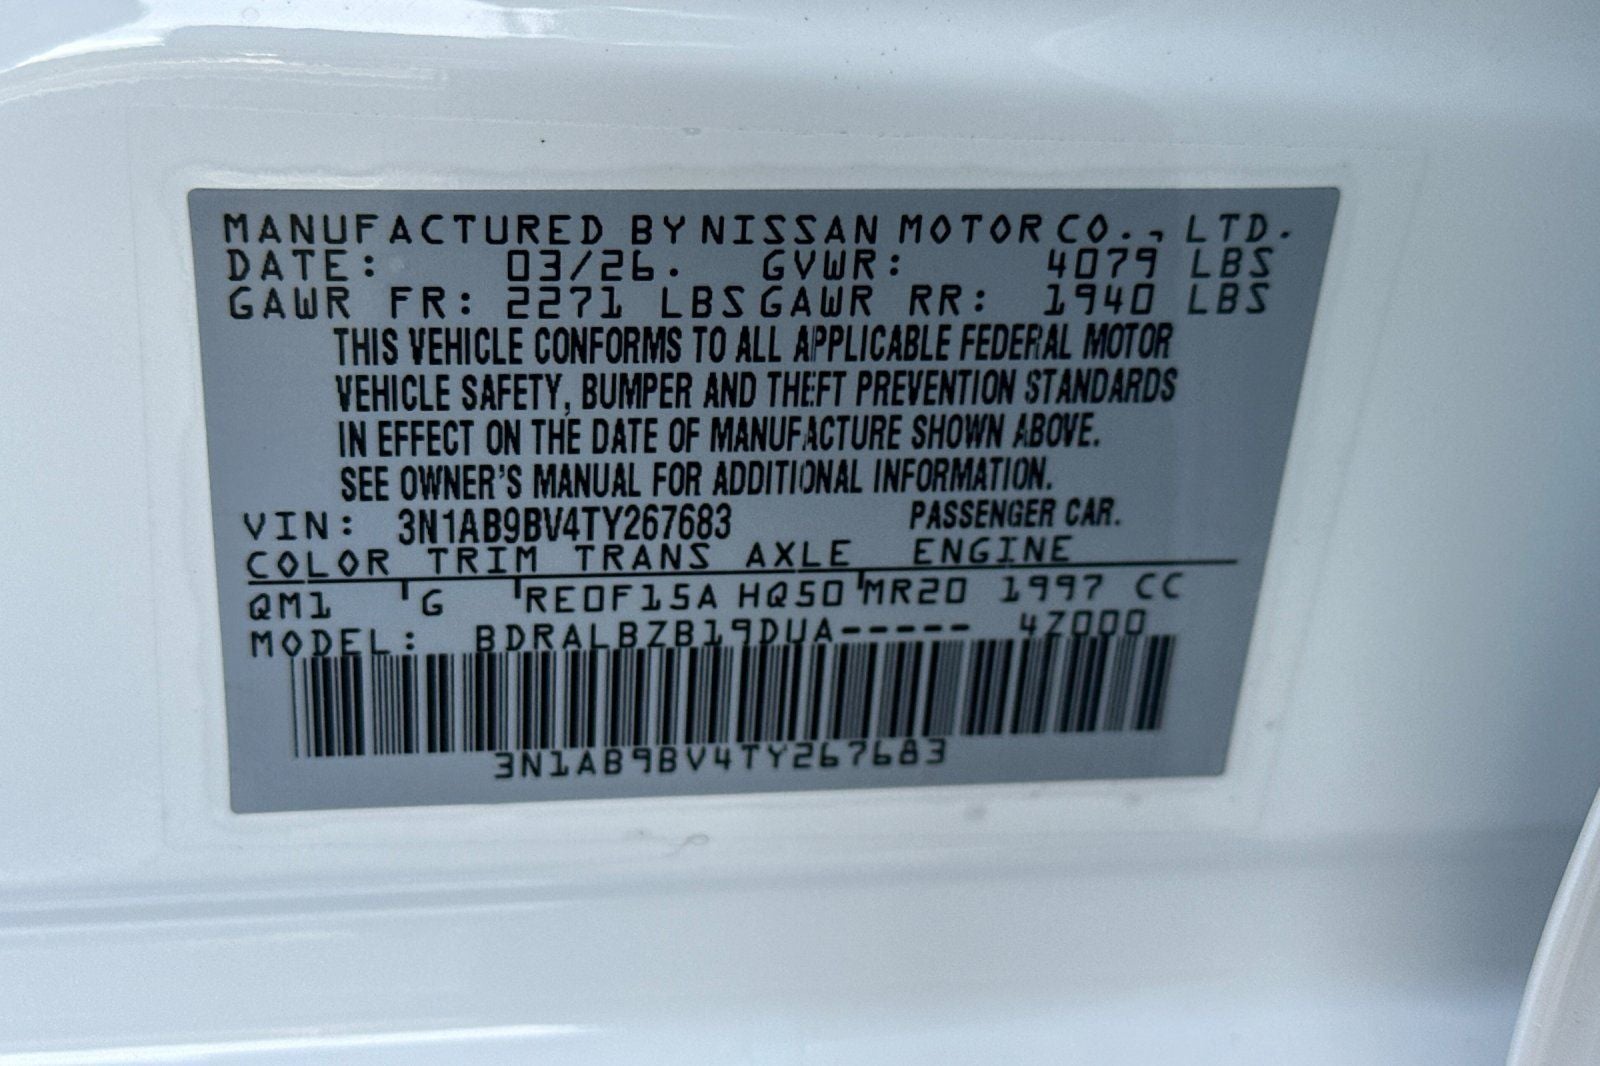 MANUFACTURED BY NISSAN MOTOR CO., LTD.
DATE: 03/26. GVWR: 4079 LBS
GAWR FR: 2271 LBS GAWR RR: 1940 LBS
THIS VEHICLE CONFORMS TO ALL APPLICABLE FEDERAL MOTOR
VEHICLE SAFETY, BUMPER AND THEFT PREVENTION STANDARDS
IN EFFECT ON THE DATE OF MANUFACTURE SHOWN ABOVE.
SEE OWNER'S MANUAL FOR ADDITIONAL INFORMATION.
VIN: 3N1AB9BV4TY267683 PASSENGER CAR.
COLOR TRIM TRANS AXLE ENGINE
QM1 G RE0F15A HQ50 MR20 1997 CC
MODEL: BDRALBZB19DUA----- 4Z000
3N1AB9BV4TY267683